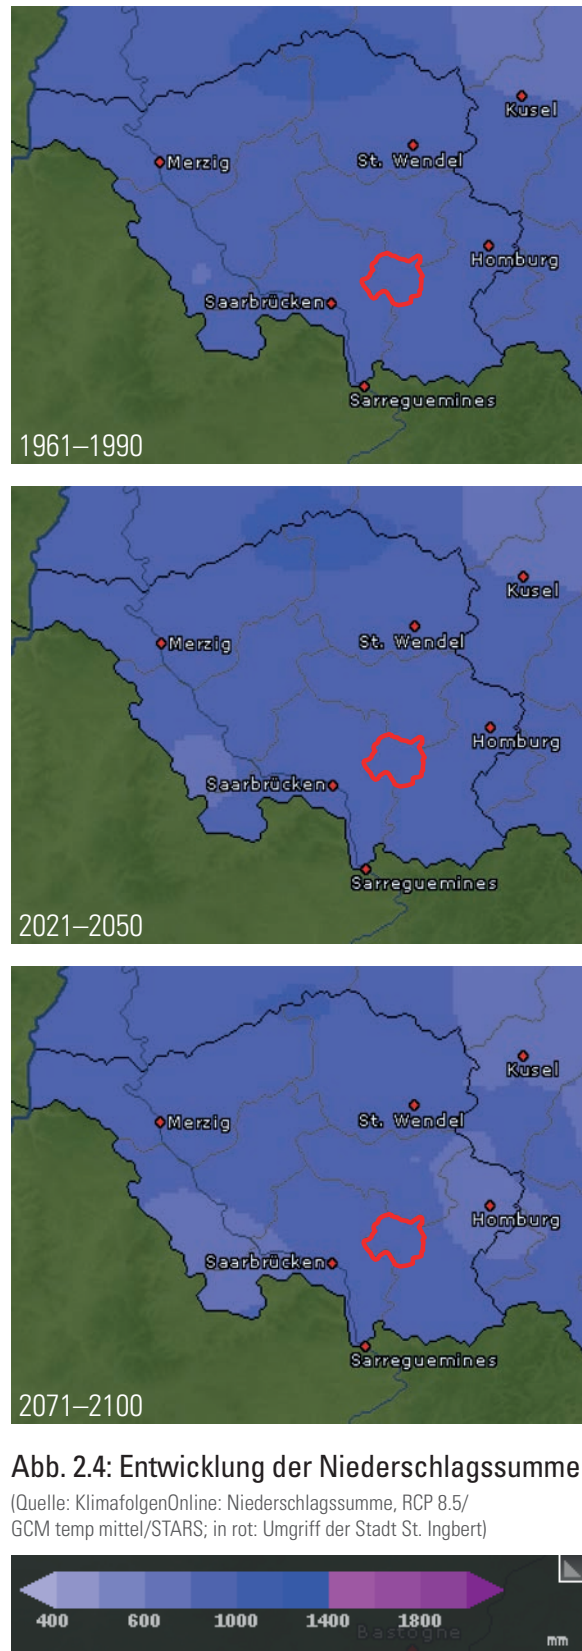 Kusel
Merzig
St. Wendel
Homburg
Saarbrücken
Sarreguemines
1961–1990
Kusel
Merzig
St. Wendel
Homburg
Saarbrücken
Sarreguemines
2021–2050
Kusel
Merzig
St. Wendel
Homburg
Saarbrücken
Sarreguemines
2071–2100
Abb. 2.4: Entwicklung der Niederschlagssumme
(Quelle: KlimafolgenOnline: Niederschlagssumme, RCP 8.5/
GCM temp mittel/STARS; in rot: Umgriff der Stadt St. Ingbert)
400 600 1000 1400 1800
Bastogne
mm